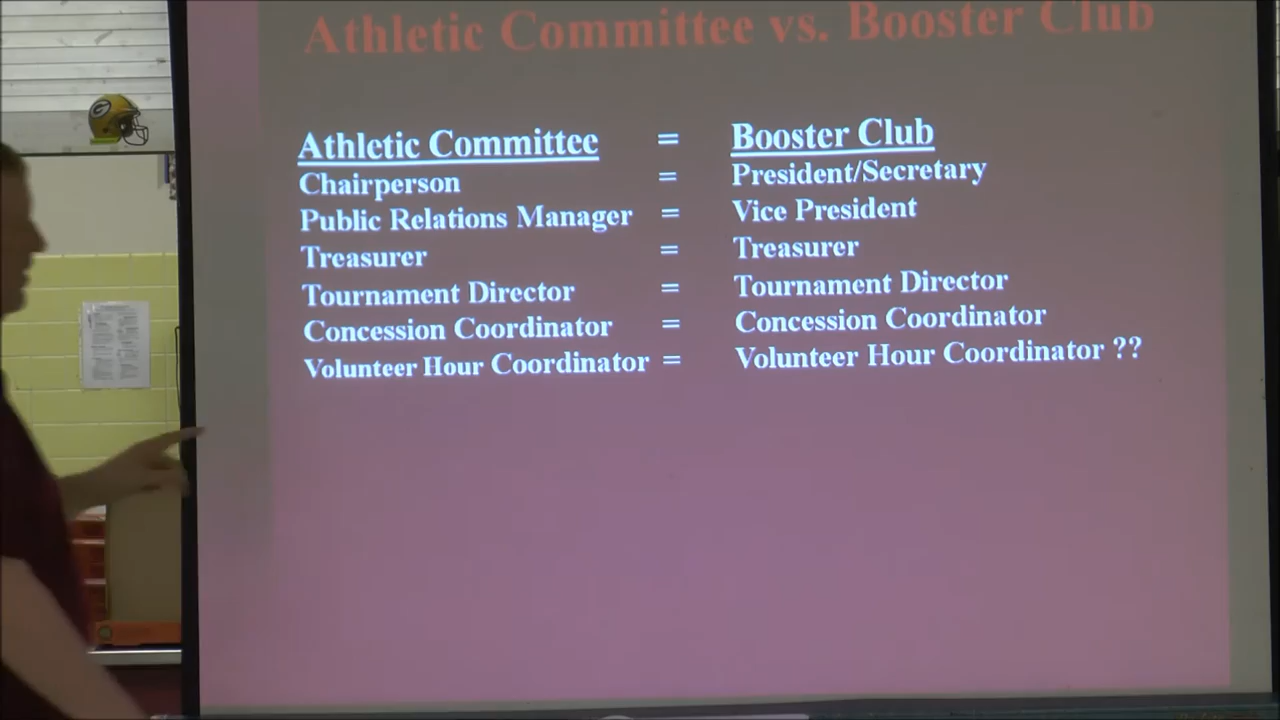 Athletic Committee vs. Booster Club
Athletic Committee = Booster Club
Chairperson = President/Secretary
Public Relations Manager = Vice President
Treasurer = Treasurer
Tournament Director = Tournament Director
Concession Coordinator = Concession Coordinator
Volunteer Hour Coordinator = Volunteer Hour Coordinator ??
G